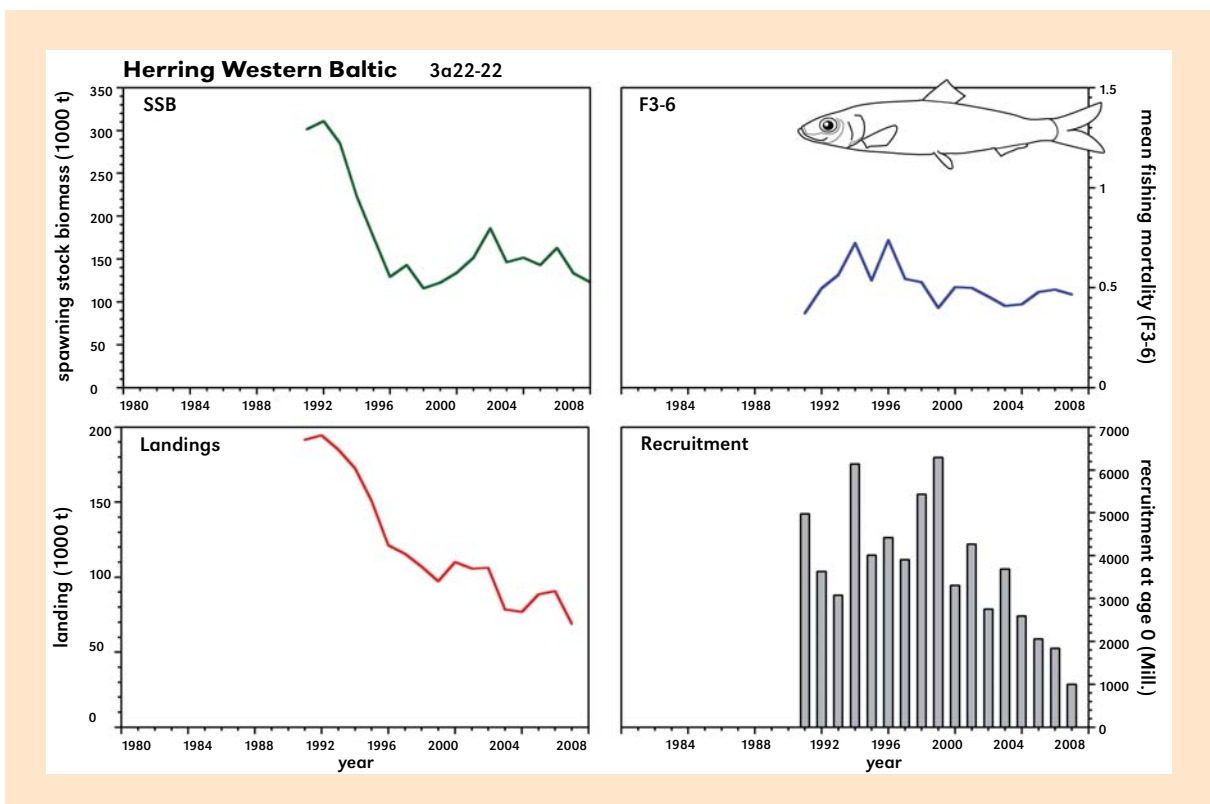 Herring Western Baltic 3a22-22
spawning stock biomass (1000 t)
SSB
350
300
250
200
150
100
50
0
1980 1984 1988 1992 1996 2000 2004 2008
F3-6
1.5
1
0.5
0
mean fishing mortality (F3-6)
1984 1988 1992 1996 2000 2004 2008
landing (1000 t)
Landings
200
150
100
50
0
1980 1984 1988 1992 1996 2000 2004 2008
year
Recruitment
7000
6000
5000
4000
3000
2000
1000
0
recruitment at age 0 (Mill.)
1984 1988 1992 1996 2000 2004 2008
year